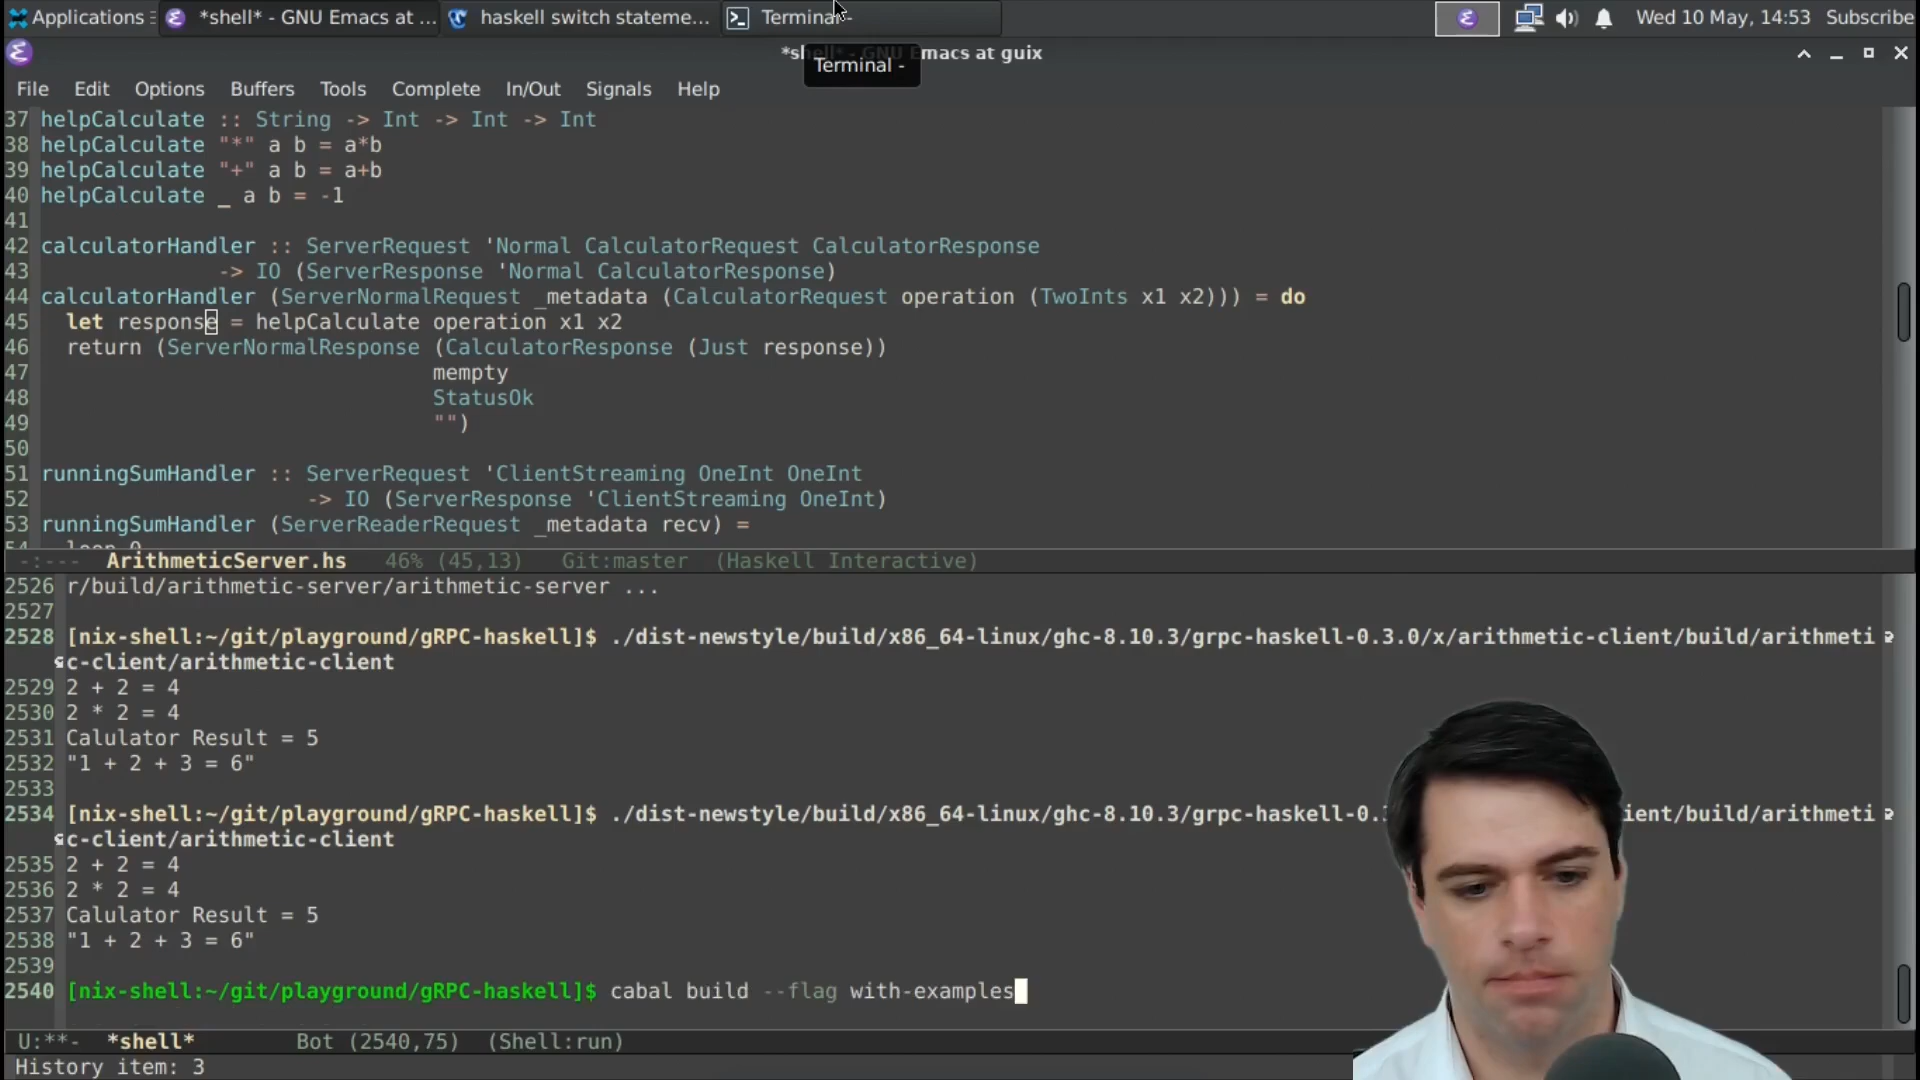 Applications
*shell* - GNU Emacs at ...
haskell switch stateme...
Terminal -
Wed 10 May, 14:53
Subscribe
*shell* - GNU Emacs at guix
Terminal -
File Edit Options Buffers Tools Complete In/Out Signals Help
37 helpCalculate :: String -> Int -> Int -> Int
38 helpCalculate "*" a b = a*b
39 helpCalculate "+" a b = a+b
40 helpCalculate _ a b = -1
41
42 calculatorHandler :: ServerRequest 'Normal CalculatorRequest CalculatorResponse
43 -> IO (ServerResponse 'Normal CalculatorResponse)
44 calculatorHandler (ServerNormalRequest _metadata (CalculatorRequest operation (TwoInts x1 x2))) = do
45 let response = helpCalculate operation x1 x2
46 return (ServerNormalResponse (CalculatorResponse (Just response))
47 mempty
48 StatusOk
49 "")
50
51 runningSumHandler :: ServerRequest 'ClientStreaming OneInt OneInt
52 -> IO (ServerResponse 'ClientStreaming OneInt)
53 runningSumHandler (ServerReaderRequest _metadata recv) =
54 loop 0
-:--- ArithmeticServer.hs 46% (45,13) Git:master (Haskell Interactive)
2526 r/build/arithmetic-server/arithmetic-server ...
2527
2528 [nix-shell:~/git/playground/gRPC-haskell]$ ./dist-newstyle/build/x86_64-linux/ghc-8.10.3/grpc-haskell-0.3.0/x/arithmetic-client/build/arithmeti
c-client/arithmetic-client
2529 2 + 2 = 4
2530 2 * 2 = 4
2531 Calulator Result = 5
2532 "1 + 2 + 3 = 6"
2533
2534 [nix-shell:~/git/playground/gRPC-haskell]$ ./dist-newstyle/build/x86_64-linux/ghc-8.10.3/grpc-haskell-0.3 ient/build/arithmeti
c-client/arithmetic-client
2535 2 + 2 = 4
2536 2 * 2 = 4
2537 Calulator Result = 5
2538 "1 + 2 + 3 = 6"
2539
2540 [nix-shell:~/git/playground/gRPC-haskell]$ cabal build --flag with-examples
U:**- *shell* Bot (2540,75) (Shell:run)
History item: 3